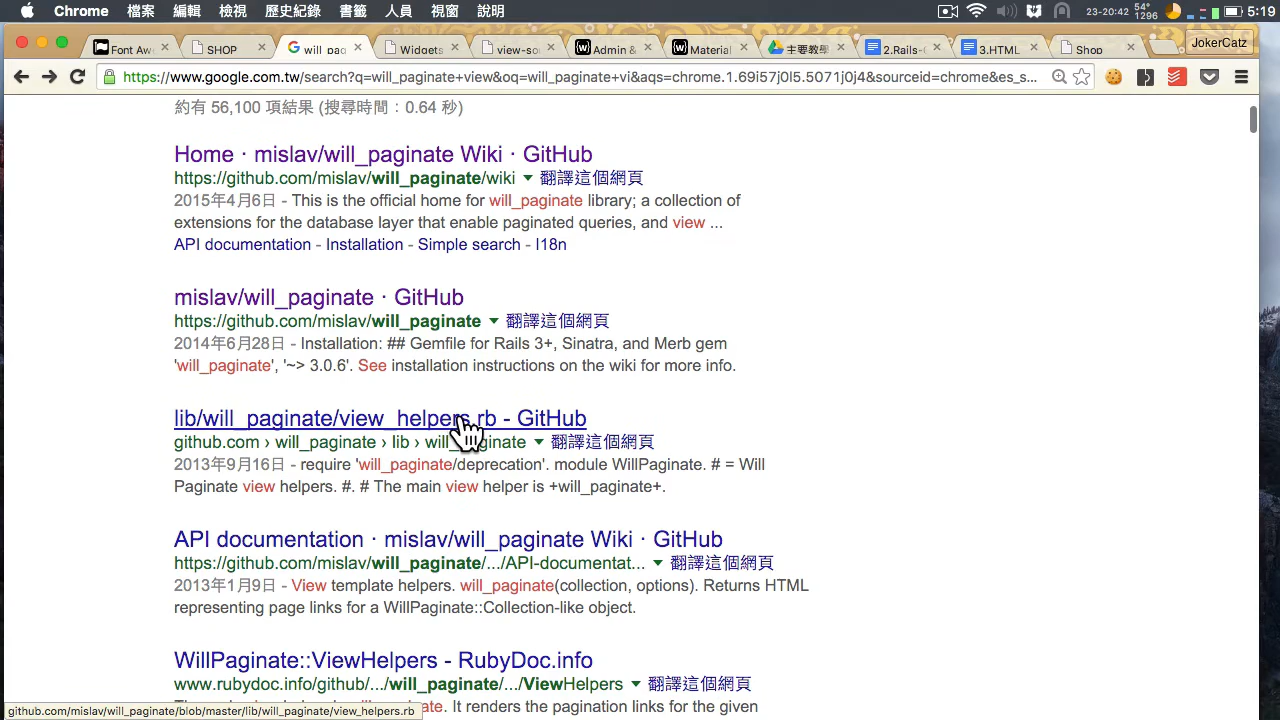 Chrome 檔案 編輯 檢視 歷史紀錄 書籤 人員 視窗 說明 23-20:42 54° 1296 5:19
Font Aw SHOP will_pag Widgets view-so Admin & Material 主要教學 2.Rails- 3.HTML Shop JokerCatz
https://www.google.com.tw/search?q=will_paginate+view&oq=will_paginate+vi&aqs=chrome.1.69i57j0l5.5071j0j4&sourceid=chrome&es_s...
約有 56,100 項結果 (搜尋時間：0.64 秒)
Home · mislav/will_paginate Wiki · GitHub
https://github.com/mislav/will_paginate/wiki 翻譯這個網頁
2015年4月6日 - This is the official home for will_paginate library; a collection of
extensions for the database layer that enable paginated queries, and view ...
API documentation - Installation - Simple search - I18n
mislav/will_paginate · GitHub
https://github.com/mislav/will_paginate 翻譯這個網頁
2014年6月28日 - Installation: ## Gemfile for Rails 3+, Sinatra, and Merb gem
'will_paginate', '~> 3.0.6'. See installation instructions on the wiki for more info.
lib/will_paginate/view_helpers.rb - GitHub
github.com › will_paginate › lib › will_paginate 翻譯這個網頁
2013年9月16日 - require 'will_paginate/deprecation'. module WillPaginate. # = Will
Paginate view helpers. #. # The main view helper is +will_paginate+.
API documentation · mislav/will_paginate Wiki · GitHub
https://github.com/mislav/will_paginate/.../API-documentat... 翻譯這個網頁
2013年1月9日 - View template helpers. will_paginate(collection, options). Returns HTML
representing page links for a WillPaginate::Collection-like object.
WillPaginate::ViewHelpers - RubyDoc.info
www.rubydoc.info/github/.../will_paginate/.../ViewHelpers 翻譯這個網頁
. It renders the pagination links for the given
github.com/mislav/will_paginate/blob/master/lib/will_paginate/view_helpers.rb